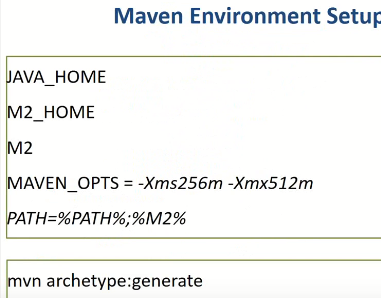 Maven Environment Setup
JAVA_HOME
M2_HOME
M2
MAVEN_OPTS = -Xms256m -Xmx512m
PATH=%PATH%;%M2%
mvn archetype:generate